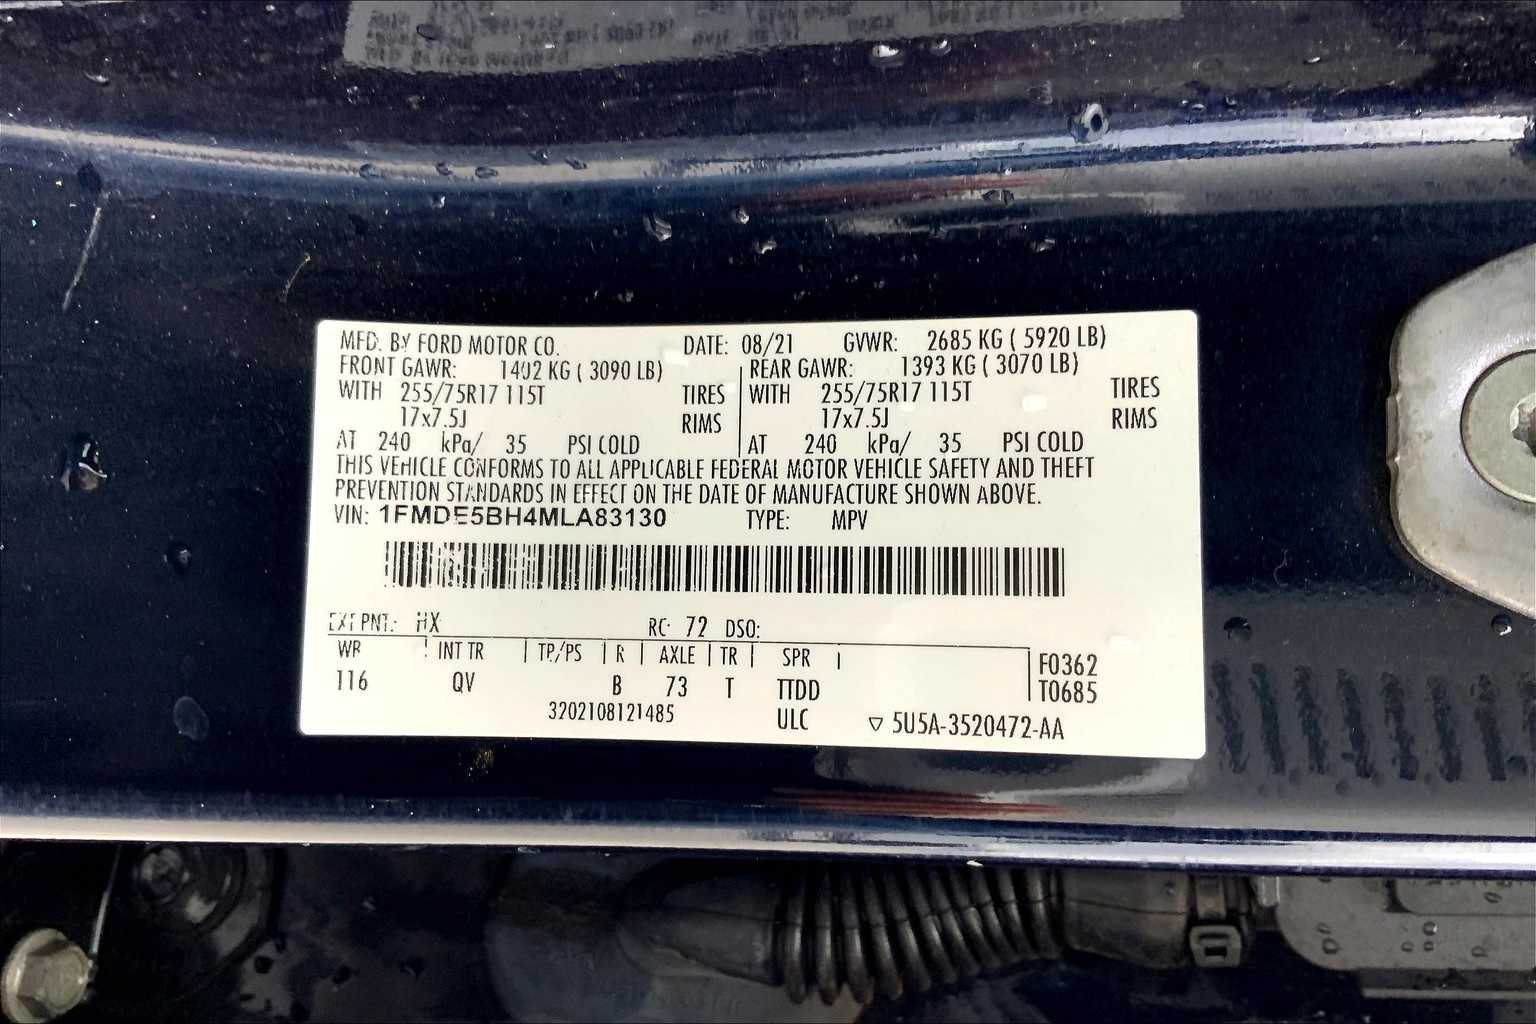 MFD. BY FORD MOTOR CO. DATE: 08/21 GVWR: 2685 KG ( 5920 LB)
FRONT GAWR: 1402 KG ( 3090 LB) REAR GAWR: 1393 KG ( 3070 LB)
WITH 255/75R17 115T TIRES WITH 255/75R17 115T TIRES
17x7.5J RIMS 17x7.5J RIMS
AT 240 kPa/ 35 PSI COLD AT 240 kPa/ 35 PSI COLD
THIS VEHICLE CONFORMS TO ALL APPLICABLE FEDERAL MOTOR VEHICLE SAFETY AND THEFT
PREVENTION STANDARDS IN EFFECT ON THE DATE OF MANUFACTURE SHOWN ABOVE.
VIN: 1FMDE5BH4MLA83130 TYPE: MPV
EXT PNT: HX RC: 72 DSO:
WB INT TR TP/PS R AXLE TR SPR F0362
116 QV B 73 T TTDD T0685
3202108121485 ULC ▽ 5U5A-3520472-AA